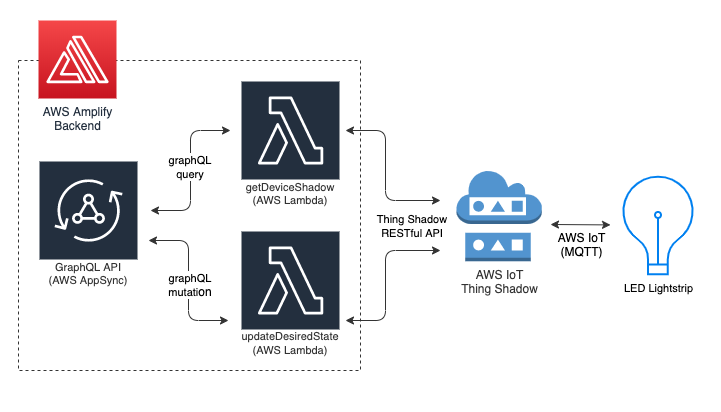 AWS Amplify
Backend
graphQL
query
getDeviceShadow
(AWS Lambda)
GraphQL API
(AWS AppSync)
graphQL
mutation
updateDesiredState
(AWS Lambda)
Thing Shadow
RESTful API
AWS IoT
Thing Shadow
AWS IoT
(MQTT)
LED Lightstrip